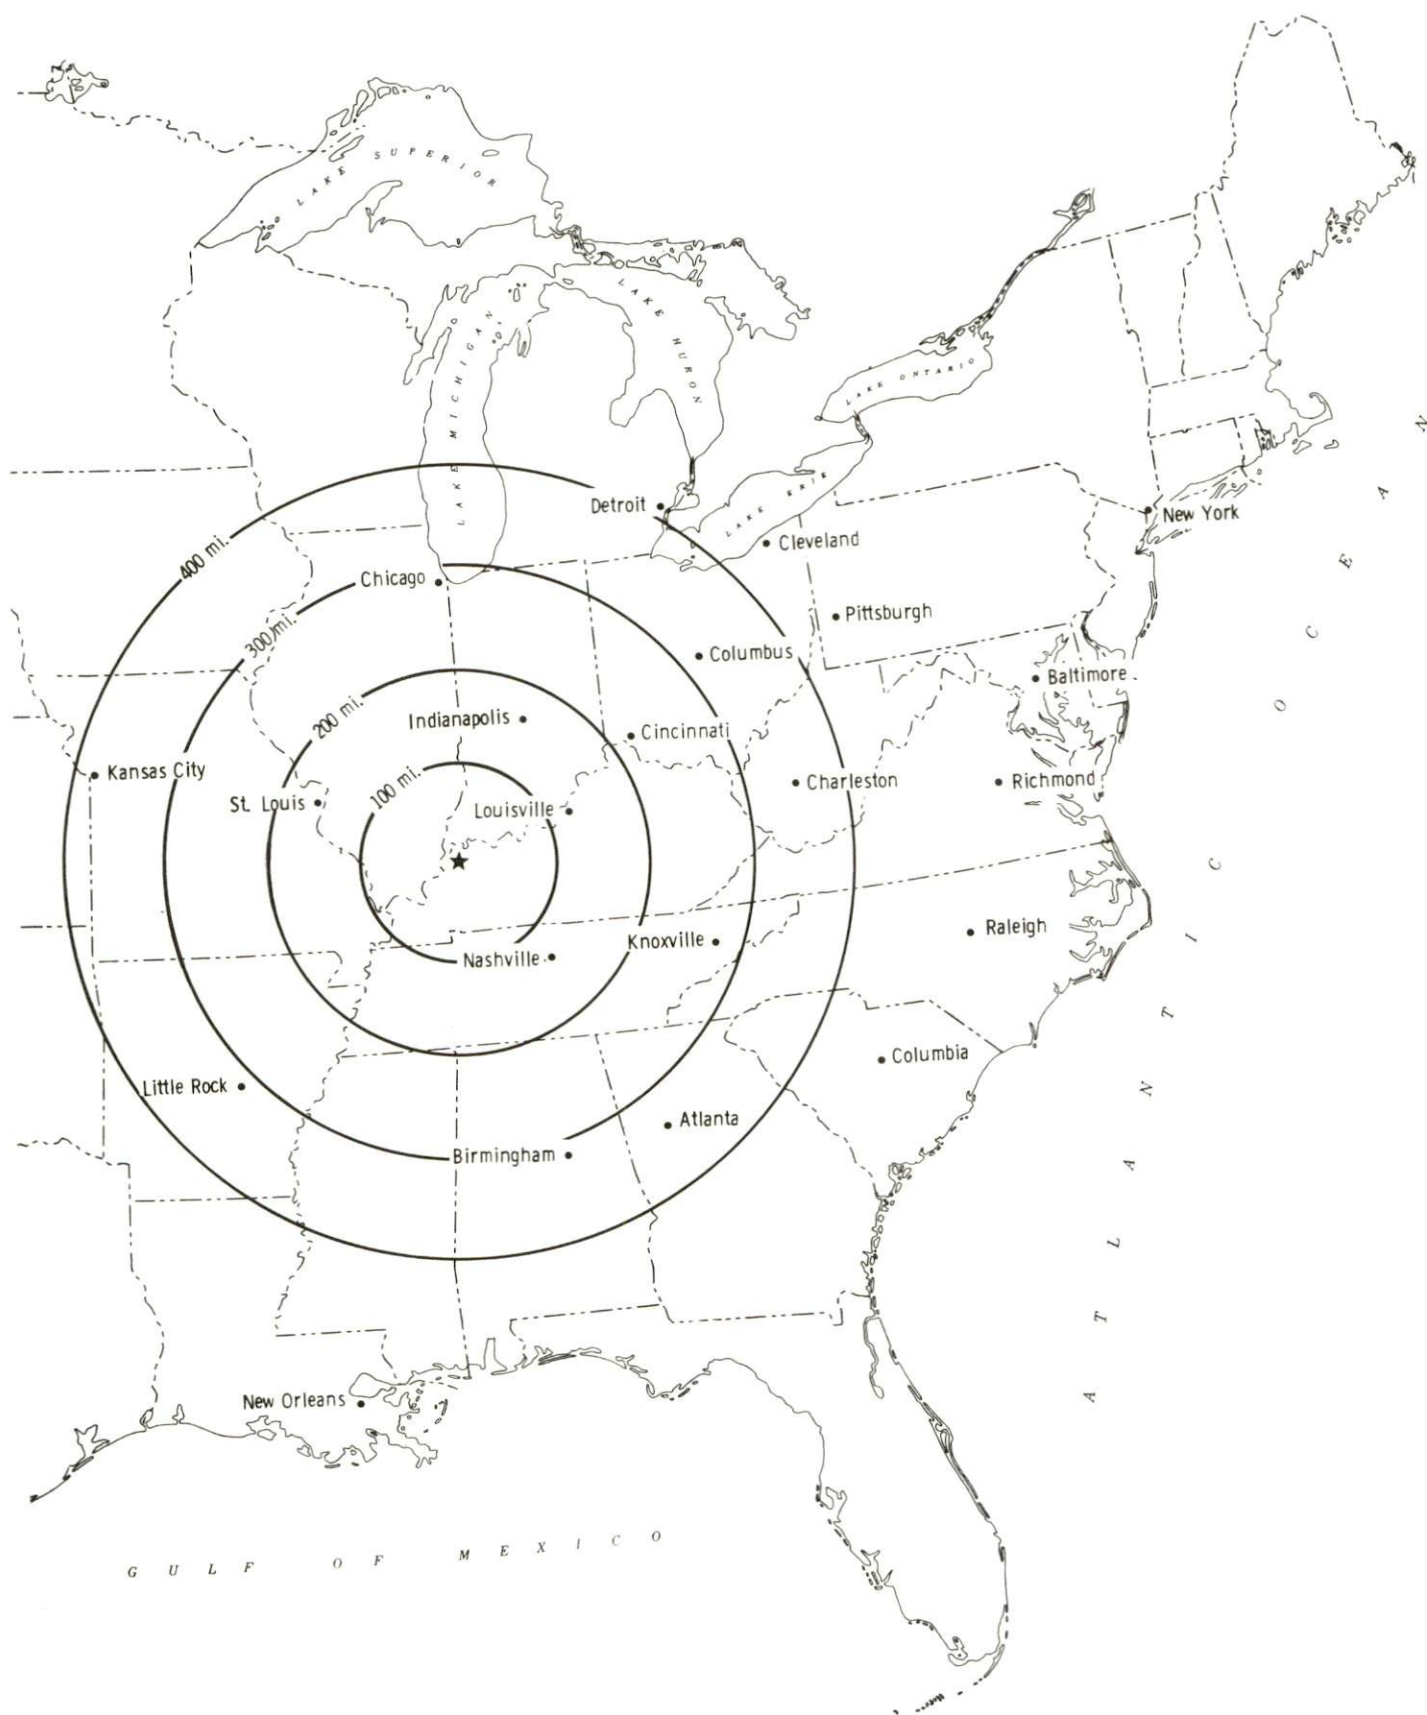 LAKE SUPERIOR
LAKE MICHIGAN
LAKE HURON
LAKE ONTARIO
LAKE ERIE
Detroit
New York
Cleveland
400 mi.
Chicago
Pittsburgh
300 mi.
Columbus
Baltimore
200 mi.
Indianapolis
Cincinnati
Kansas City
100 mi.
Charleston
Richmond
St. Louis
Louisville
Raleigh
Knoxville
Nashville
Columbia
Little Rock
Atlanta
Birmingham
New Orleans
ATLANTIC OCEAN
GULF OF MEXICO